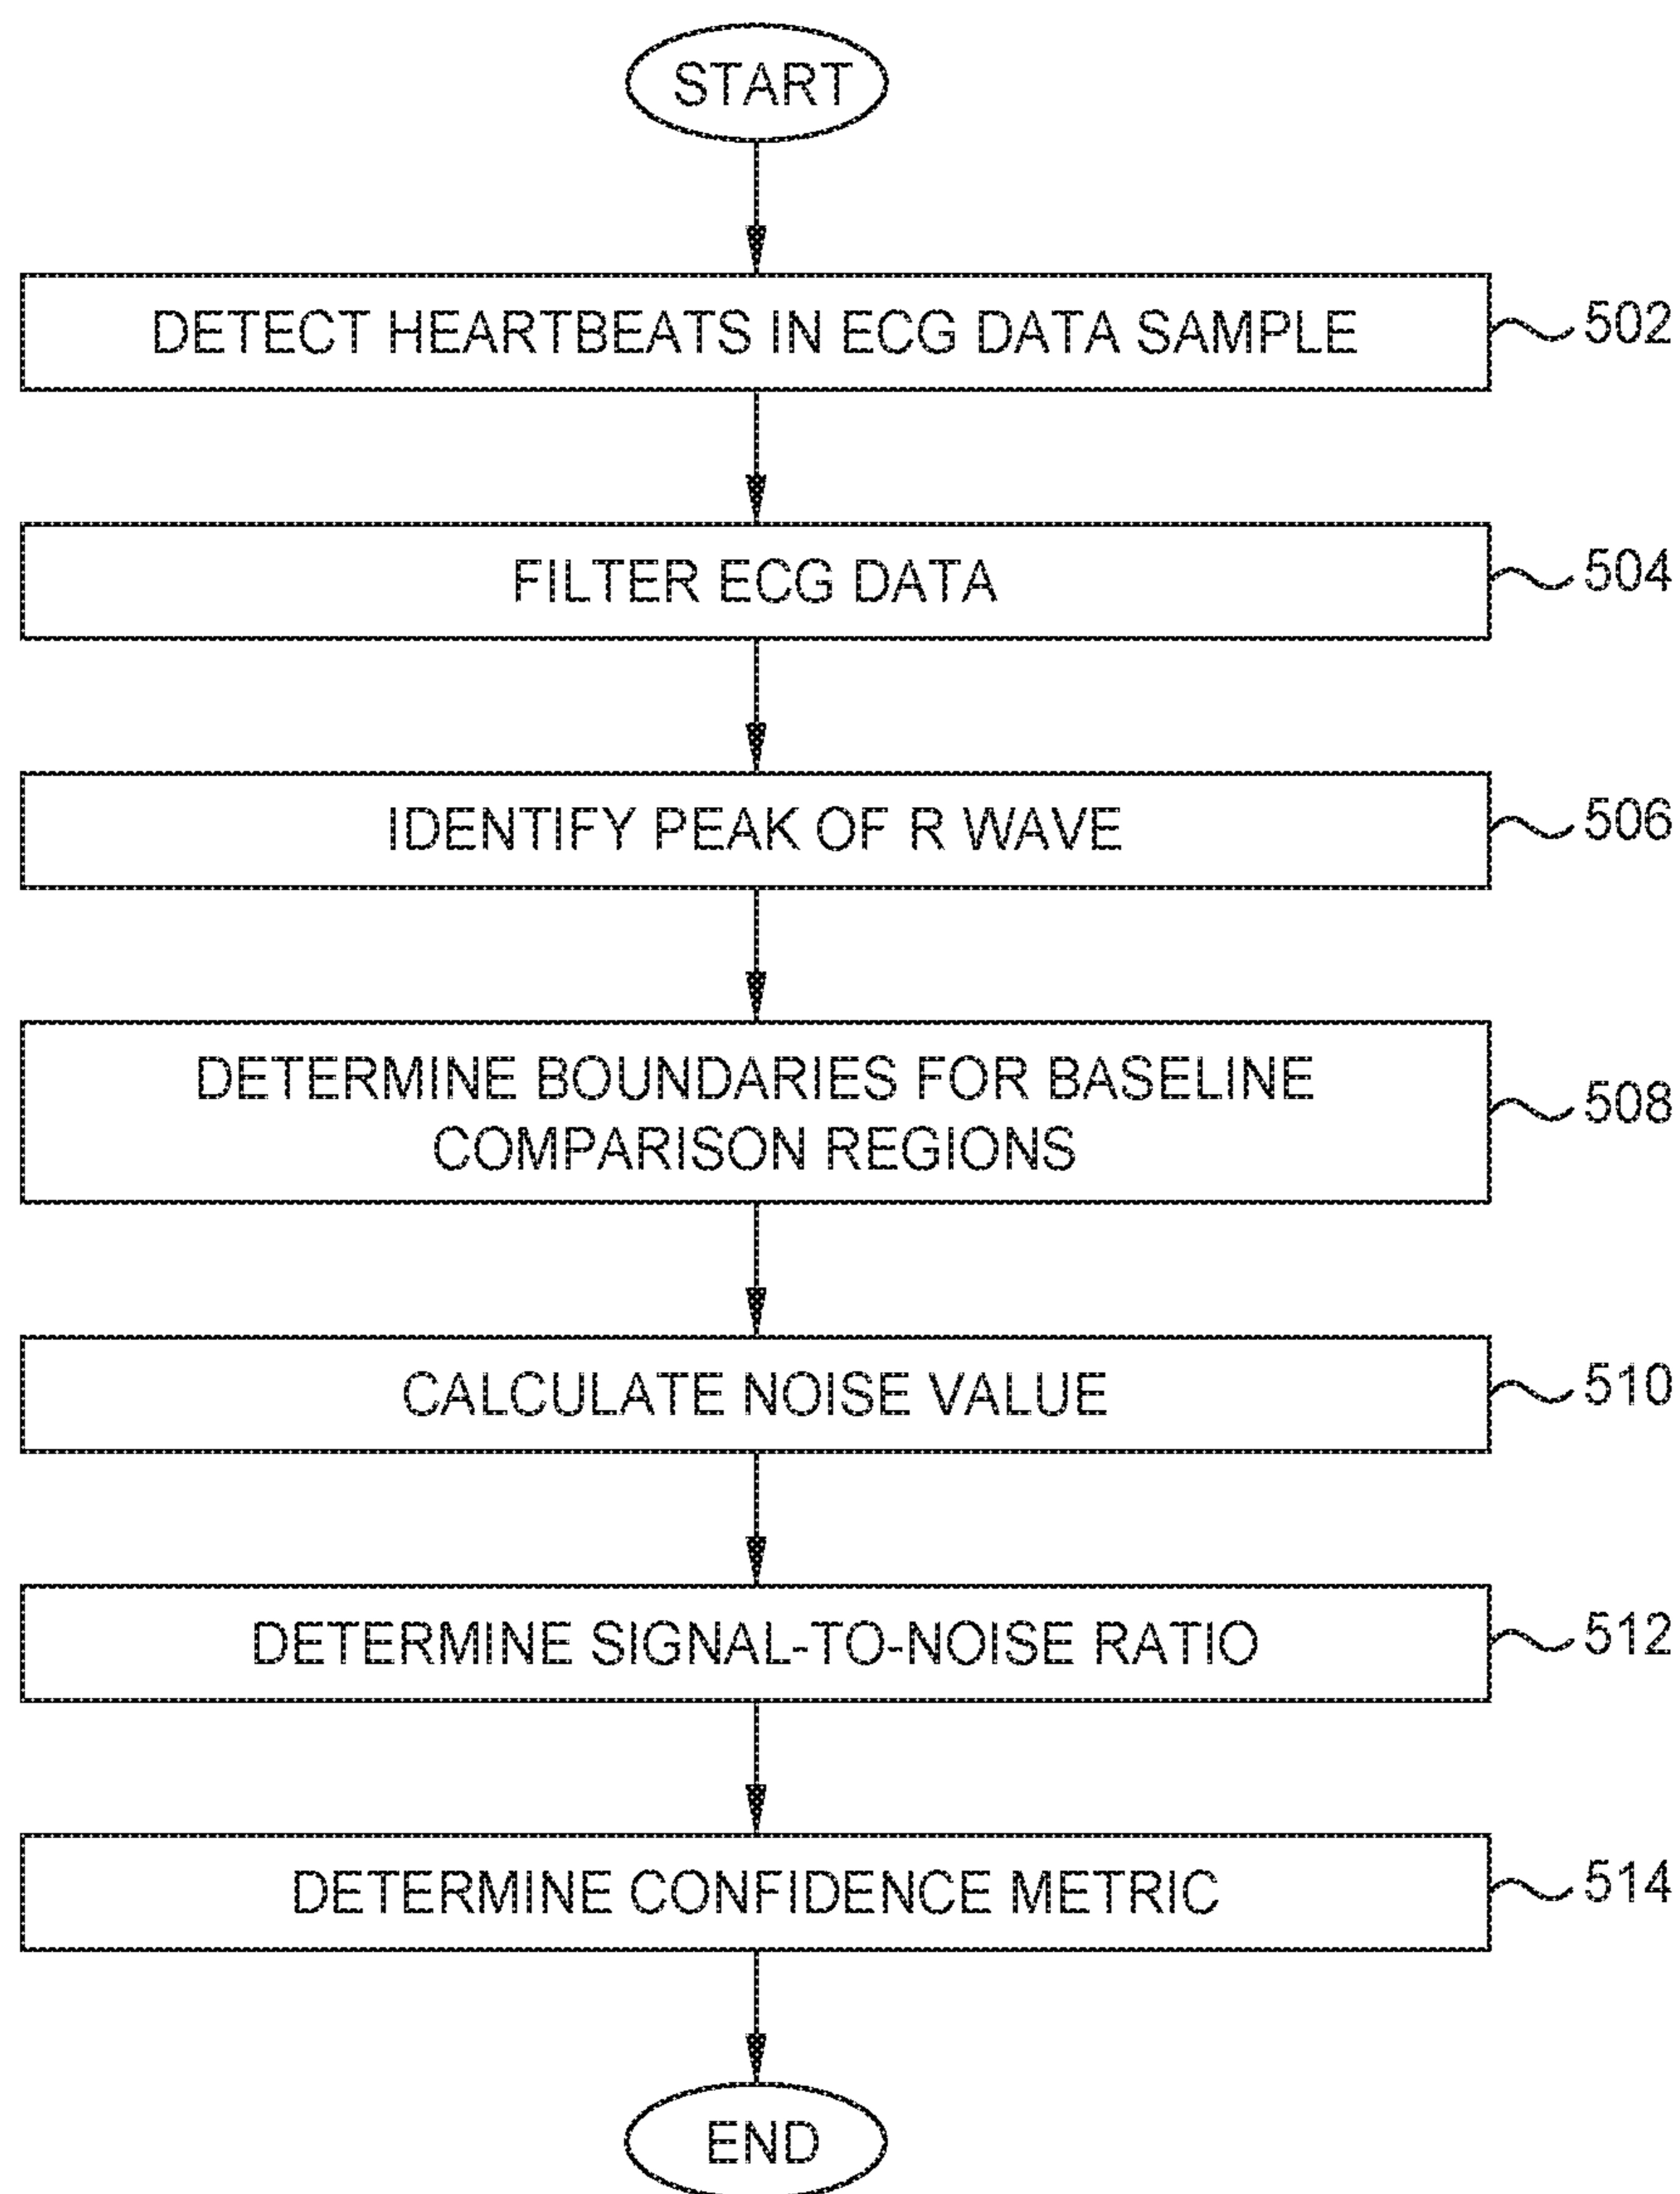 START
DETECT HEARTBEATS IN ECG DATA SAMPLE
502
FILTER ECG DATA
504
IDENTIFY PEAK OF R WAVE
506
DETERMINE BOUNDARIES FOR BASELINE
COMPARISON REGIONS
508
CALCULATE NOISE VALUE
510
DETERMINE SIGNAL-TO-NOISE RATIO
512
DETERMINE CONFIDENCE METRIC
514
END